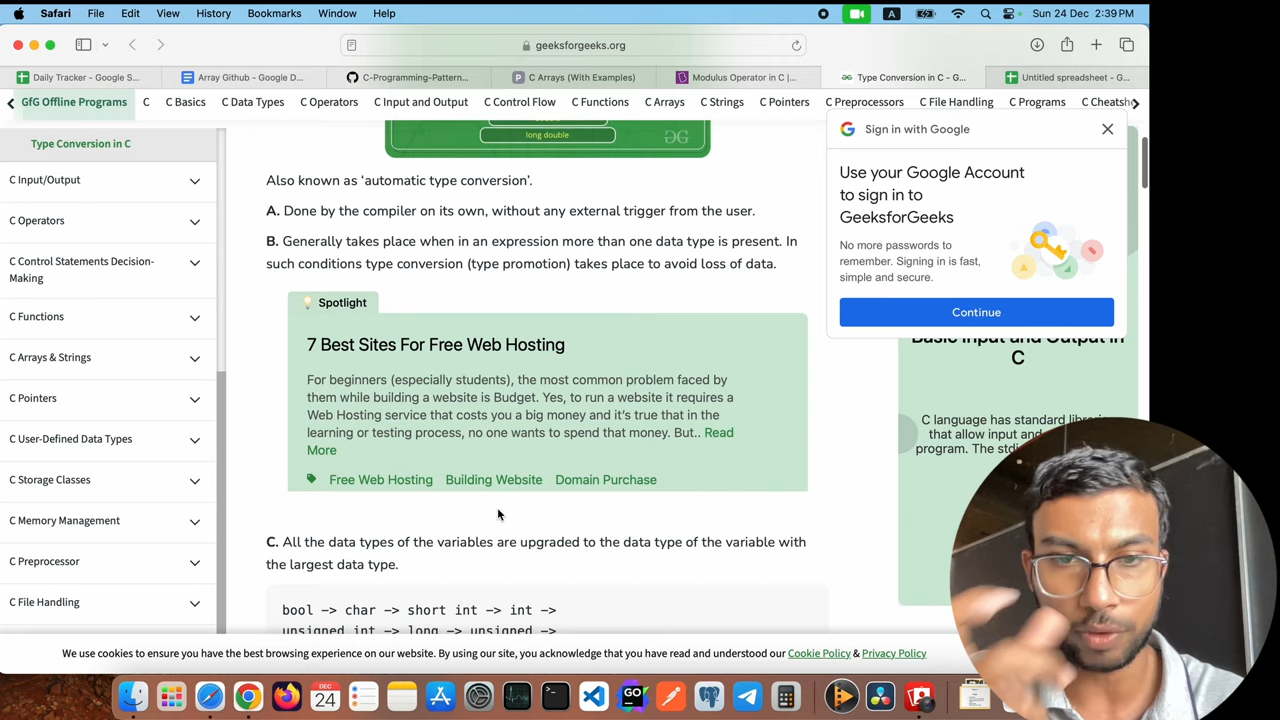 Safari File Edit View History Bookmarks Window Help A Sun 24 Dec 2:39 PM
geeksforgeeks.org
Daily Tracker - Google S... Array Github - Google D... C-Programming-Pattern... C Arrays (With Examples) Modulus Operator in C |... Type Conversion in C - G... Untitled spreadsheet - G...
GfG Offline Programs C C Basics C Data Types C Operators C Input and Output C Control Flow C Functions C Arrays C Strings C Pointers C Preprocessors C File Handling C Programs C Cheatsh
Type Conversion in C
C Input/Output
C Operators
C Control Statements Decision-
Making
C Functions
C Arrays & Strings
C Pointers
C User-Defined Data Types
C Storage Classes
C Memory Management
C Preprocessor
C File Handling
long double
Also known as ‘automatic type conversion’.
A. Done by the compiler on its own, without any external trigger from the user.
B. Generally takes place when in an expression more than one data type is present. In
such conditions type conversion (type promotion) takes place to avoid loss of data.
Spotlight
7 Best Sites For Free Web Hosting
For beginners (especially students), the most common problem faced by
them while building a website is Budget. Yes, to run a website it requires a
Web Hosting service that costs you a big money and it’s true that in the
learning or testing process, no one wants to spend that money. But.. Read
More
Free Web Hosting Building Website Domain Purchase
C. All the data types of the variables are upgraded to the data type of the variable with
the largest data type.
bool -> char -> short int -> int ->
unsigned int -> long -> unsigned ->
Sign in with Google
Use your Google Account
to sign in to
GeeksforGeeks
No more passwords to
remember. Signing in is fast,
simple and secure.
Continue
Basic Input and Output in
C
C language has standard libraries
that allow input and
program. The
We use cookies to ensure you have the best browsing experience on our website. By using our site, you acknowledge that you have read and understood our Cookie Policy & Privacy Policy
DEC
24
GO